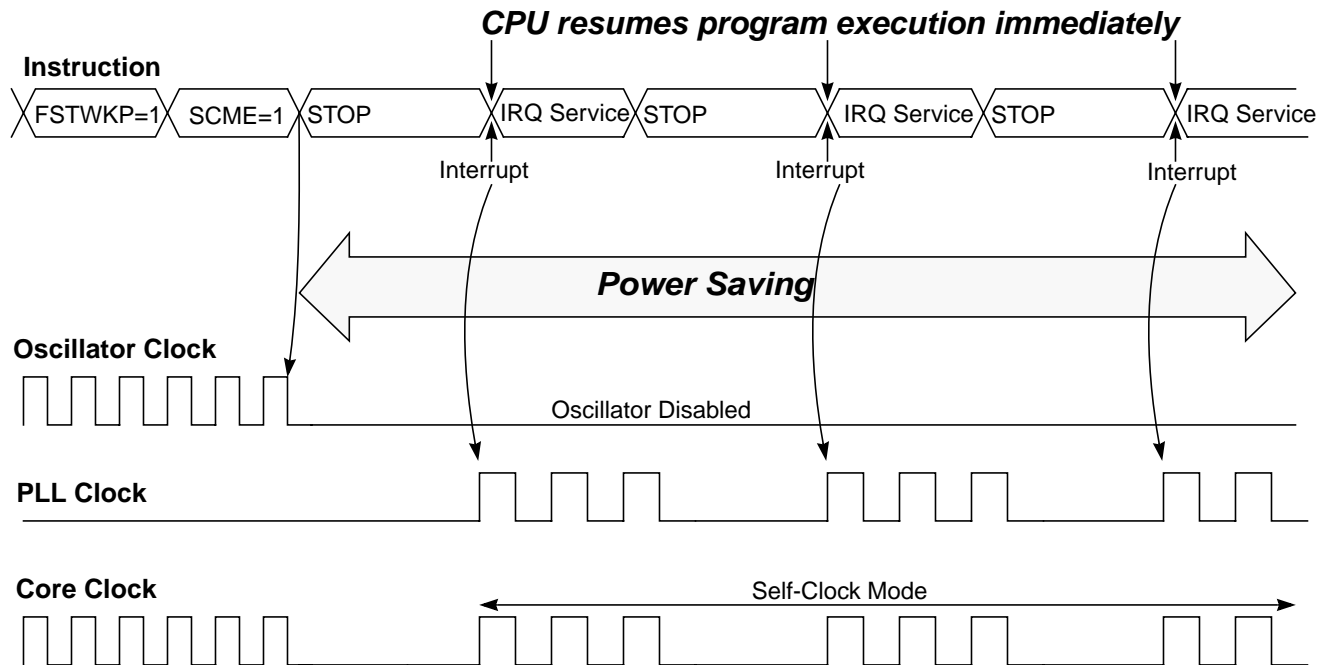 CPU resumes program execution immediately
Instruction
FSTWKP=1 SCME=1 STOP IRQ Service STOP IRQ Service STOP IRQ Service
Interrupt Interrupt Interrupt
Power Saving
Oscillator Clock
Oscillator Disabled
PLL Clock
Core Clock
Self-Clock Mode